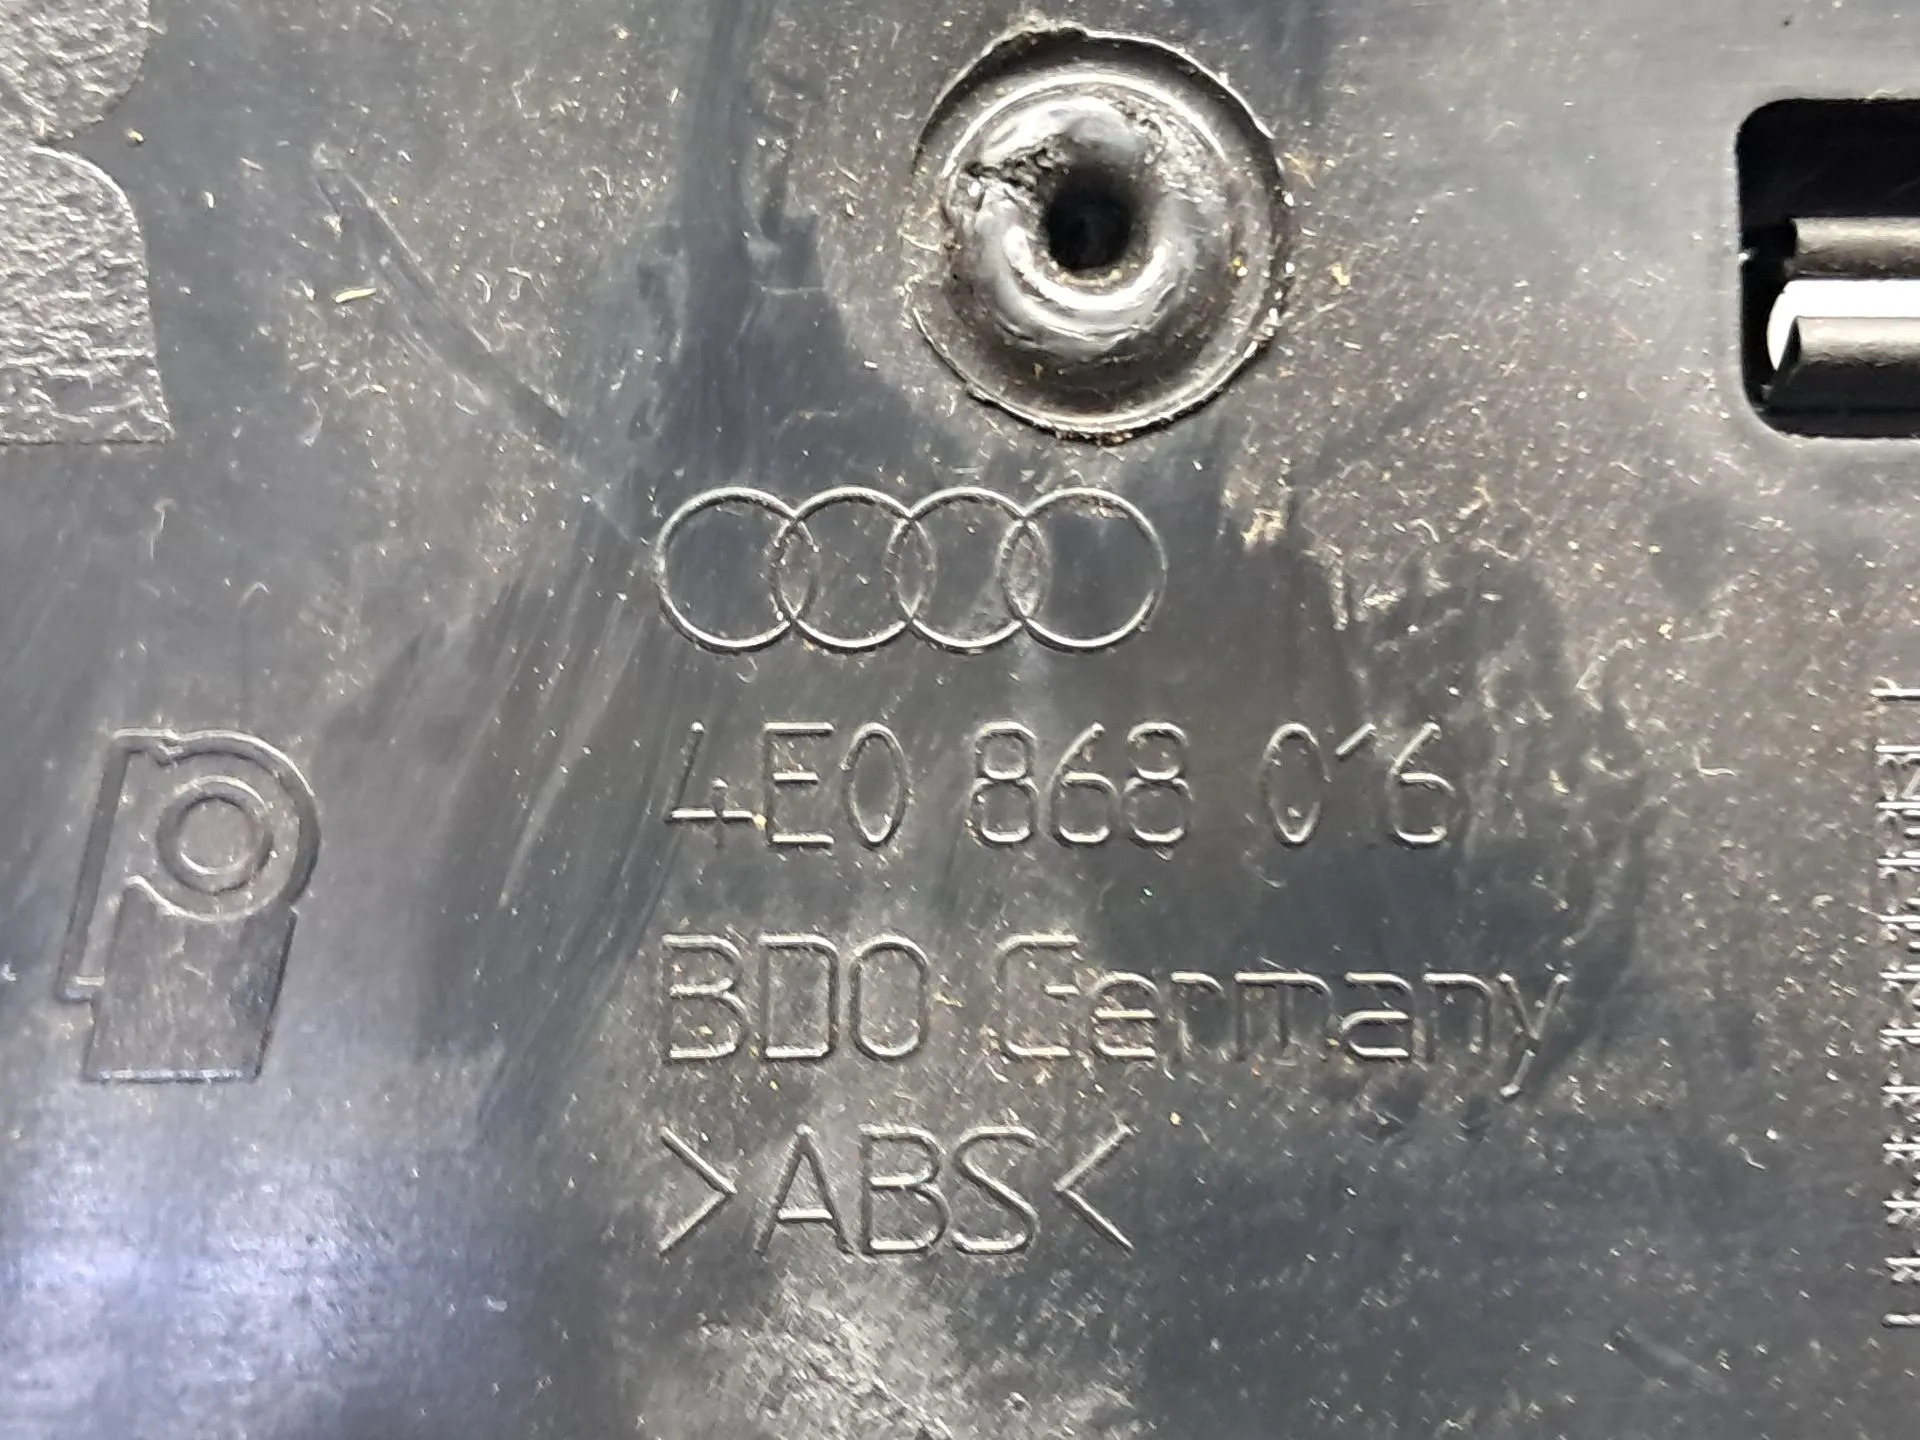 4E0 868 016
BDO Germany
>ABS<